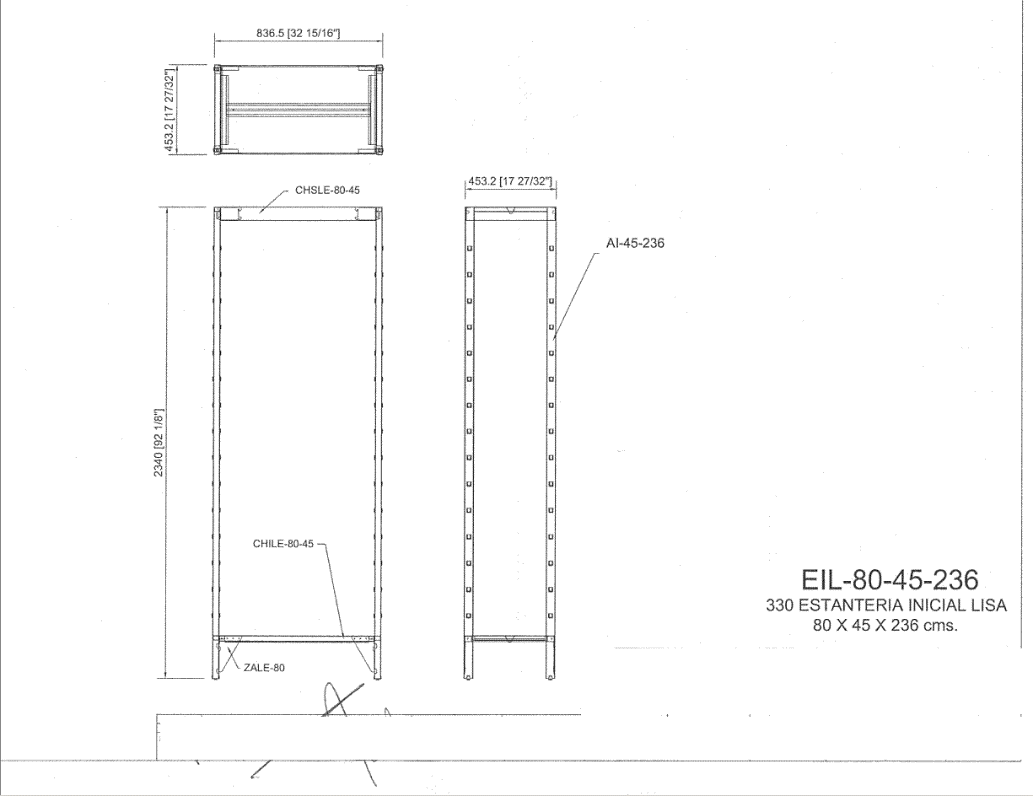 836.5 [32 15/16"]
453.2 [17 27/32"]
CHSLE-80-45
453.2 [17 27/32"]
AI-45-236
2340 [92 1/8"]
CHILE-80-45
EIL-80-45-236
330 ESTANTERIA INICIAL LISA
80 X 45 X 236 cms.
ZALE-80